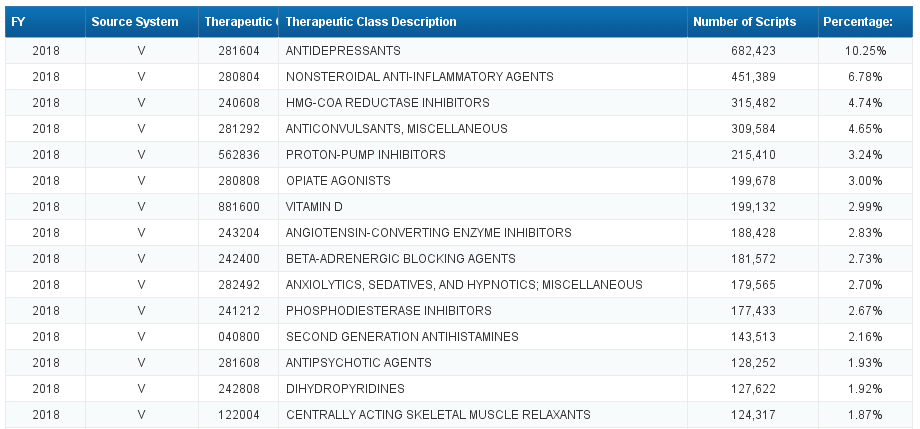 FY Source System Therapeutic C Therapeutic Class Description Number of Scripts Percentage:
2018 V 281604 ANTIDEPRESSANTS 682,423 10.25%
2018 V 280804 NONSTEROIDAL ANTI-INFLAMMATORY AGENTS 451,389 6.78%
2018 V 240608 HMG-COA REDUCTASE INHIBITORS 315,482 4.74%
2018 V 281292 ANTICONVULSANTS, MISCELLANEOUS 309,584 4.65%
2018 V 562836 PROTON-PUMP INHIBITORS 215,410 3.24%
2018 V 280808 OPIATE AGONISTS 199,678 3.00%
2018 V 881600 VITAMIN D 199,132 2.99%
2018 V 243204 ANGIOTENSIN-CONVERTING ENZYME INHIBITORS 188,428 2.83%
2018 V 242400 BETA-ADRENERGIC BLOCKING AGENTS 181,572 2.73%
2018 V 282492 ANXIOLYTICS, SEDATIVES, AND HYPNOTICS; MISCELLANEOUS 179,565 2.70%
2018 V 241212 PHOSPHODIESTERASE INHIBITORS 177,433 2.67%
2018 V 040800 SECOND GENERATION ANTIHISTAMINES 143,513 2.16%
2018 V 281608 ANTIPSYCHOTIC AGENTS 128,252 1.93%
2018 V 242808 DIHYDROPYRIDINES 127,622 1.92%
2018 V 122004 CENTRALLY ACTING SKELETAL MUSCLE RELAXANTS 124,317 1.87%